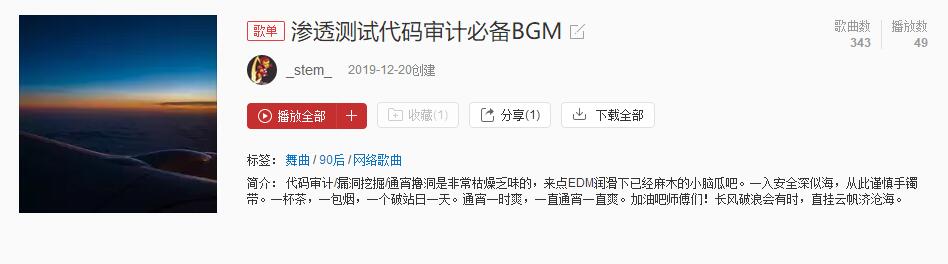 歌单 渗透测试代码审计必备BGM
歌曲数 播放数
343 49
_stem_ 2019-12-20创建
播放全部 + 收藏(1) 分享(1) 下载全部
标签： 舞曲 / 90后 / 网络歌曲
简介： 代码审计/漏洞挖掘/通宵撸洞是非常枯燥乏味的，来点EDM润滑下已经麻木的小脑瓜吧。一入安全深似海，从此谨慎手镯
带。一杯茶，一包烟，一个破站日一天。通宵一时爽，一直通宵一直爽。加油吧师傅们！长风破浪会有时，直挂云帆济沧海。